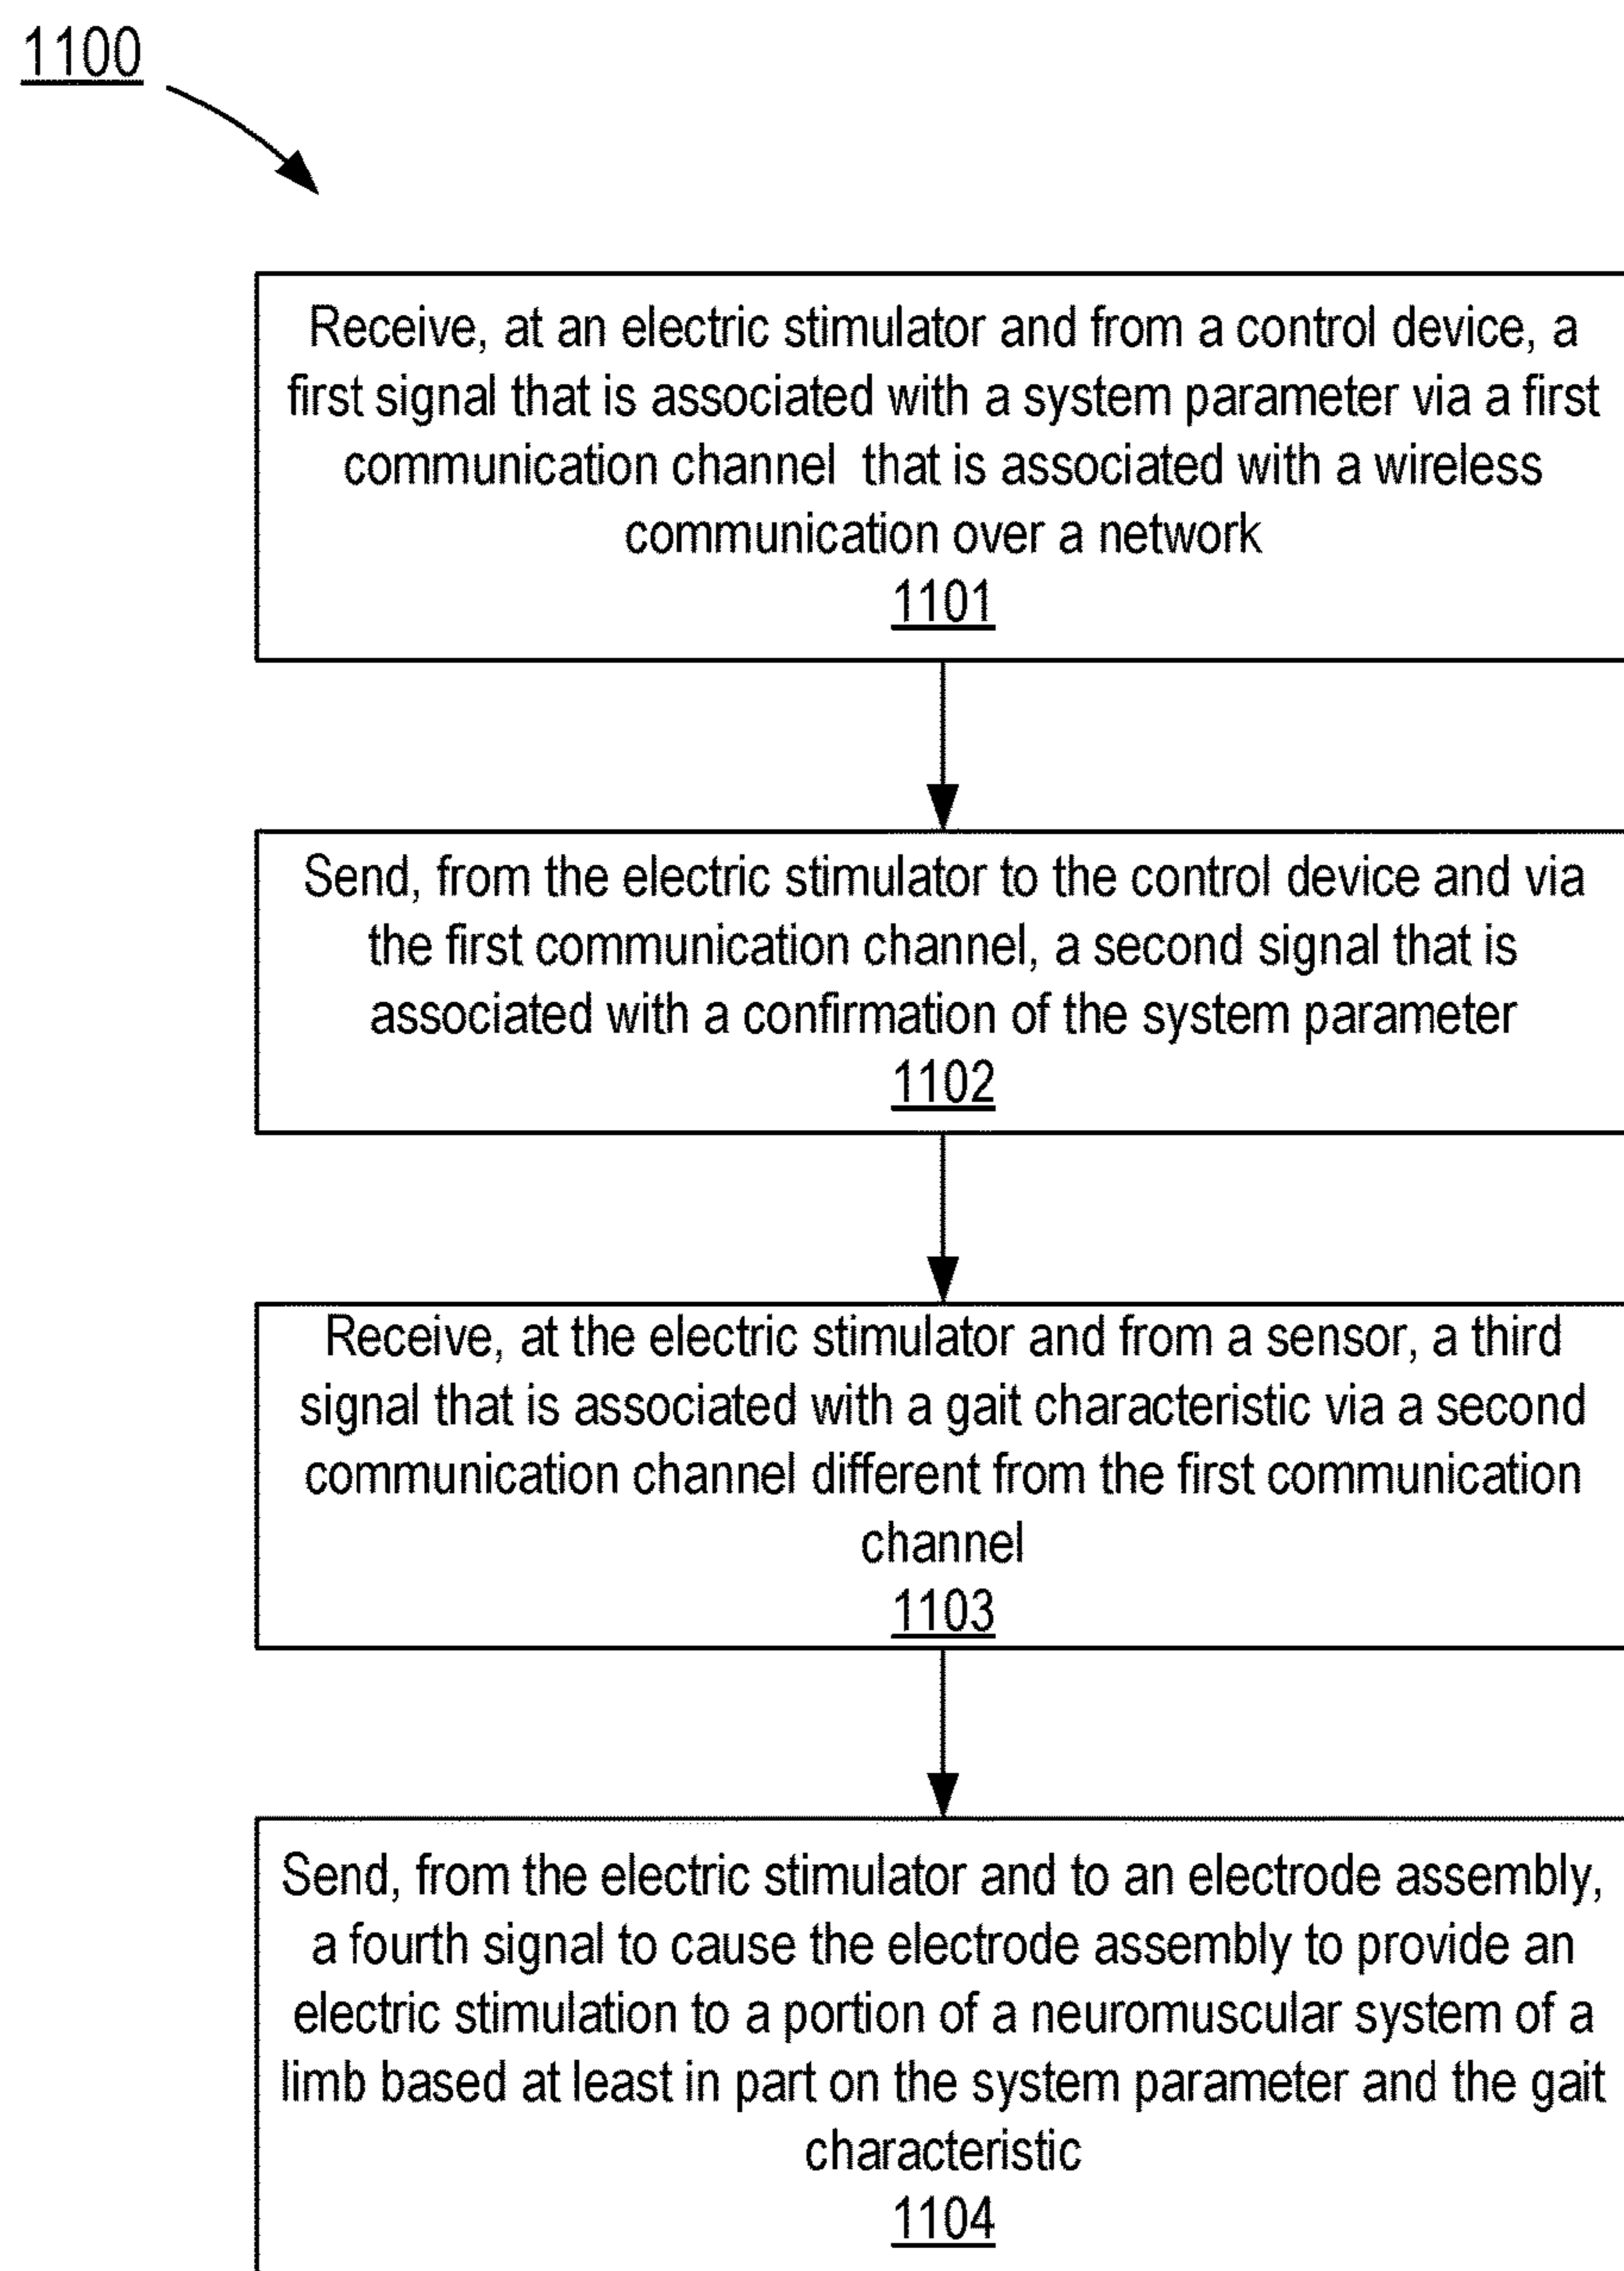 1100
Receive, at an electric stimulator and from a control device, a
first signal that is associated with a system parameter via a first
communication channel that is associated with a wireless
communication over a network
1101
Send, from the electric stimulator to the control device and via
the first communication channel, a second signal that is
associated with a confirmation of the system parameter
1102
Receive, at the electric stimulator and from a sensor, a third
signal that is associated with a gait characteristic via a second
communication channel different from the first communication
channel
1103
Send, from the electric stimulator and to an electrode assembly,
a fourth signal to cause the electrode assembly to provide an
electric stimulation to a portion of a neuromuscular system of a
limb based at least in part on the system parameter and the gait
characteristic
1104